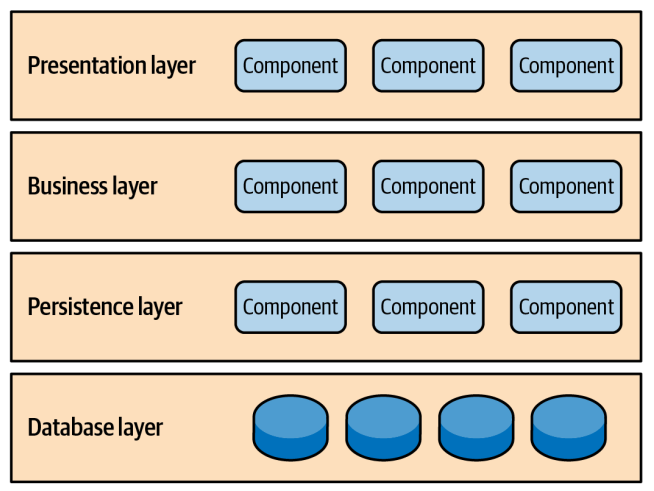 Presentation layer Component Component Component
Business layer Component Component Component
Persistence layer Component Component Component
Database layer